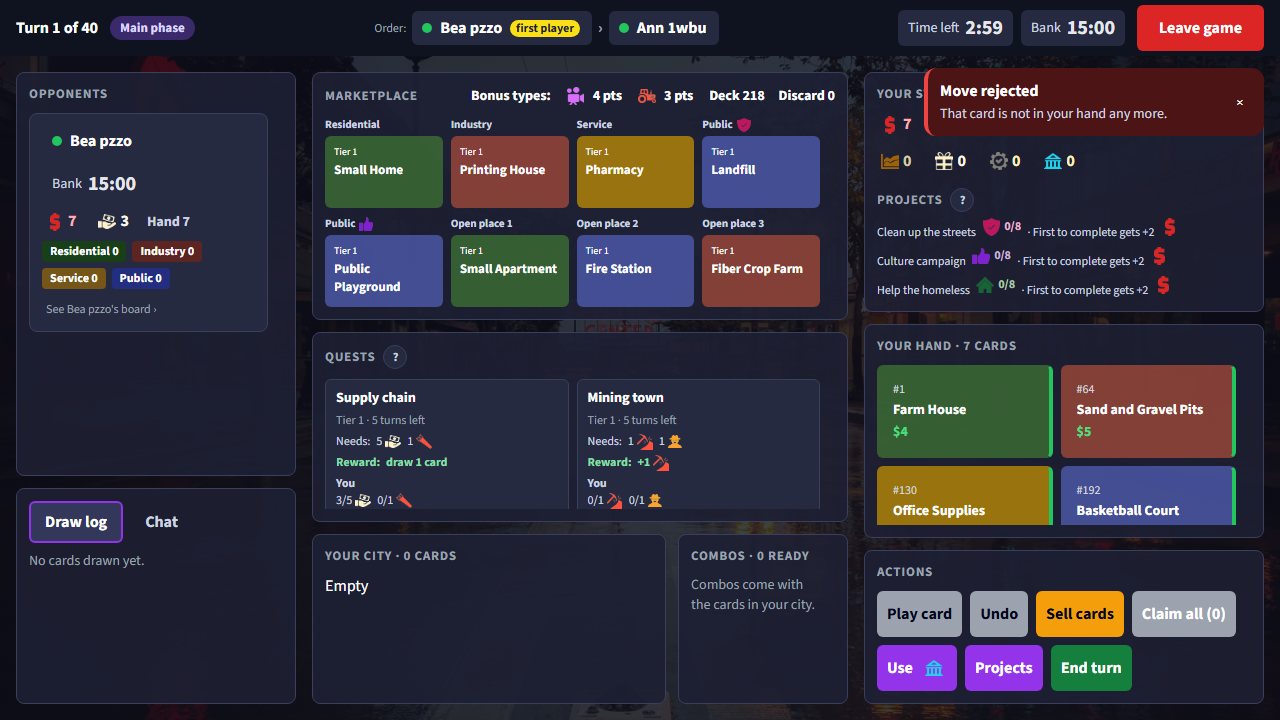 Turn 1 of 40
Main phase
Order:
Bea pzzo
first player
›
Ann 1wbu
Time left 2:59
Bank 15:00
Leave game
OPPONENTS
Bea pzzo
Bank 15:00
7
3
Hand 7
Residential 0
Industry 0
Service 0
Public 0
See Bea pzzo's board ›
Draw log
Chat
No cards drawn yet.
MARKETPLACE
Bonus types:
4 pts
3 pts
Deck 218
Discard 0
Residential
Tier 1
Small Home
Industry
Tier 1
Printing House
Service
Tier 1
Pharmacy
Public
Tier 1
Landfill
Public
Tier 1
Public
Playground
Open place 1
Tier 1
Small Apartment
Open place 2
Tier 1
Fire Station
Open place 3
Tier 1
Fiber Crop Farm
QUESTS
?
Supply chain
Tier 1 · 5 turns left
Needs: 5 1
Reward: draw 1 card
You
3/5 0/1
Mining town
Tier 1 · 5 turns left
Needs: 1 1
Reward: +1
You
0/1 0/1
YOUR CITY · 0 CARDS
Empty
COMBOS · 0 READY
Combos come with
the cards in your city.
YOUR S
Move rejected
That card is not in your hand any more.
×
7
0
0
0
0
PROJECTS
?
Clean up the streets 0/8 · First to complete gets +2
Culture campaign 0/8 · First to complete gets +2
Help the homeless 0/8 · First to complete gets +2
YOUR HAND · 7 CARDS
#1
Farm House
$4
#64
Sand and Gravel Pits
$5
#130
Office Supplies
#192
Basketball Court
ACTIONS
Play card
Undo
Sell cards
Claim all (0)
Use
Projects
End turn